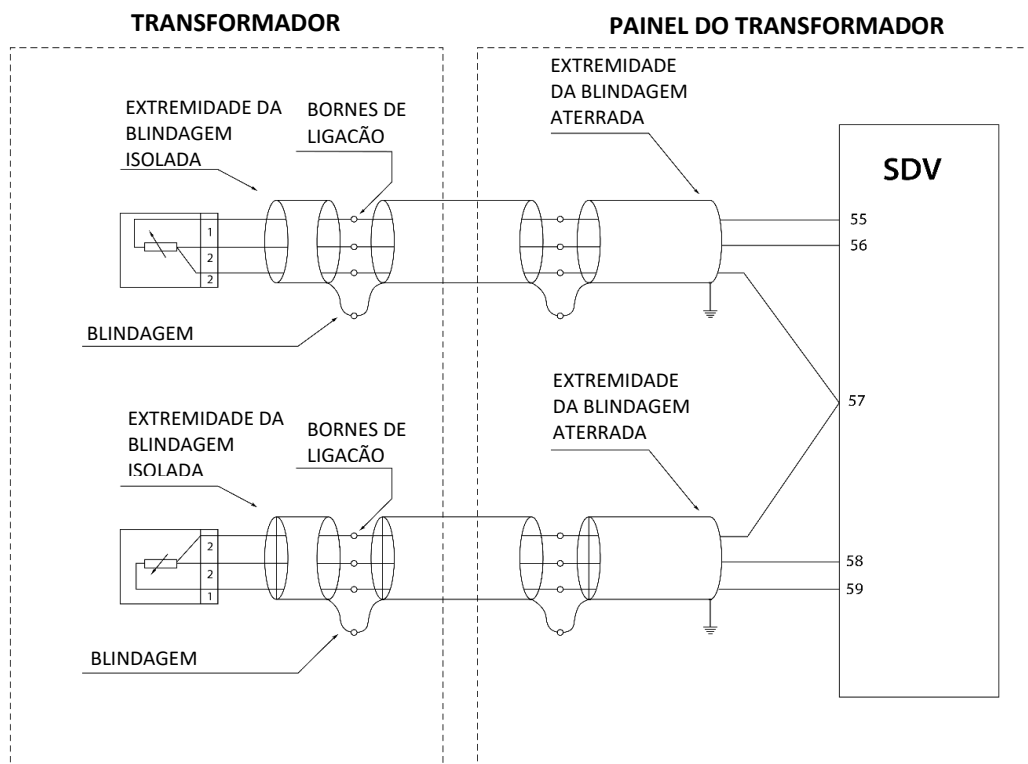 TRANSFORMADOR
PAINEL DO TRANSFORMADOR
EXTREMIDADE DA
BLINDAGEM
ISOLADA
BORNES DE
LIGACÃO
EXTREMIDADE
DA BLINDAGEM
ATERRADA
SDV
1
2
2
55
56
BLINDAGEM
57
EXTREMIDADE DA
BLINDAGEM
ISOLADA
BORNES DE
LIGACÃO
EXTREMIDADE
DA BLINDAGEM
ATERRADA
2
2
1
58
59
BLINDAGEM